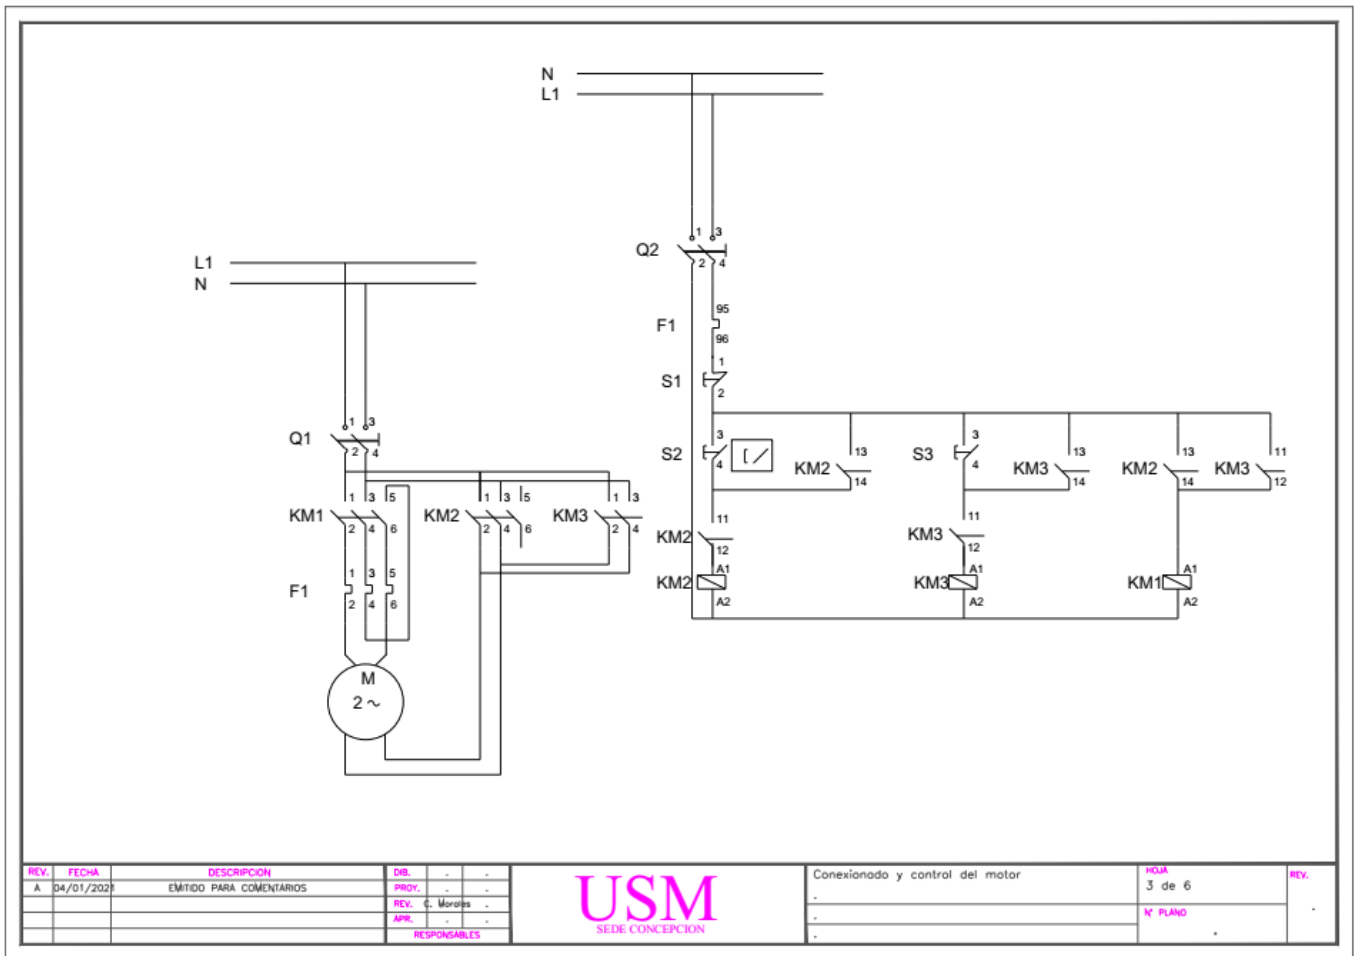 N
L1
1 3
Q2
2 4
L1
N
95
F1
96
1
S1
2
1 3
Q1
2 4
3
S2
4
[ /
13
KM2
14
3
S3
4
13
KM3
14
13
KM2
14
11
KM3
12
1 3 5
KM1
2 4 6
1 3 5
KM2
2 4 6
1 3
KM3
2 4
11
KM2
12
11
KM3
12
A1
KM2
A2
A1
KM3
A2
A1
KM1
A2
1 3 5
F1
2 4 6
M
2 ~
REV. FECHA DESCRIPCION
A 04/01/2021 EMITIDO PARA COMENTARIOS
DIB. . .
PROY. . .
REV. C. Morales .
APR. . .
RESPONSABLES
USM
SEDE CONCEPCION
Conexionado y control del motor
.
.
.
HOJA
3 de 6
N° PLANO
.
REV.
.